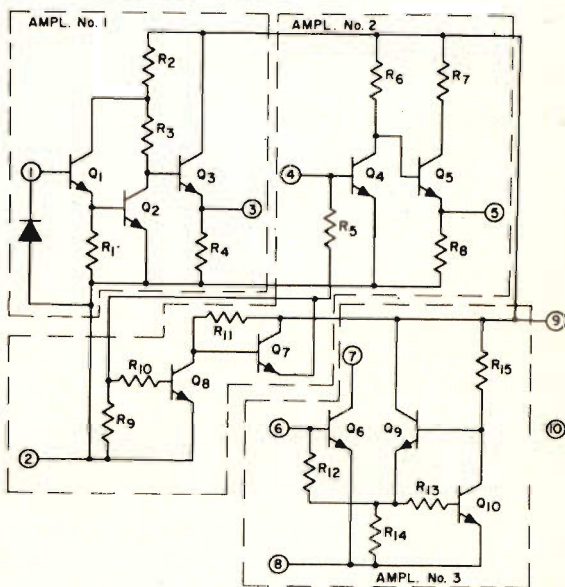 AMPL. No. 1
AMPL. No. 2
R2
R6
R7
R3
1
Q1
Q2
Q3
3
4
Q4
Q5
5
R1
R4
R5
R8
R11
Q7
9
R10
Q8
7
R15
R9
6
Q6
Q9
10
2
R12
R13
Q10
R14
8
AMPL. No. 3